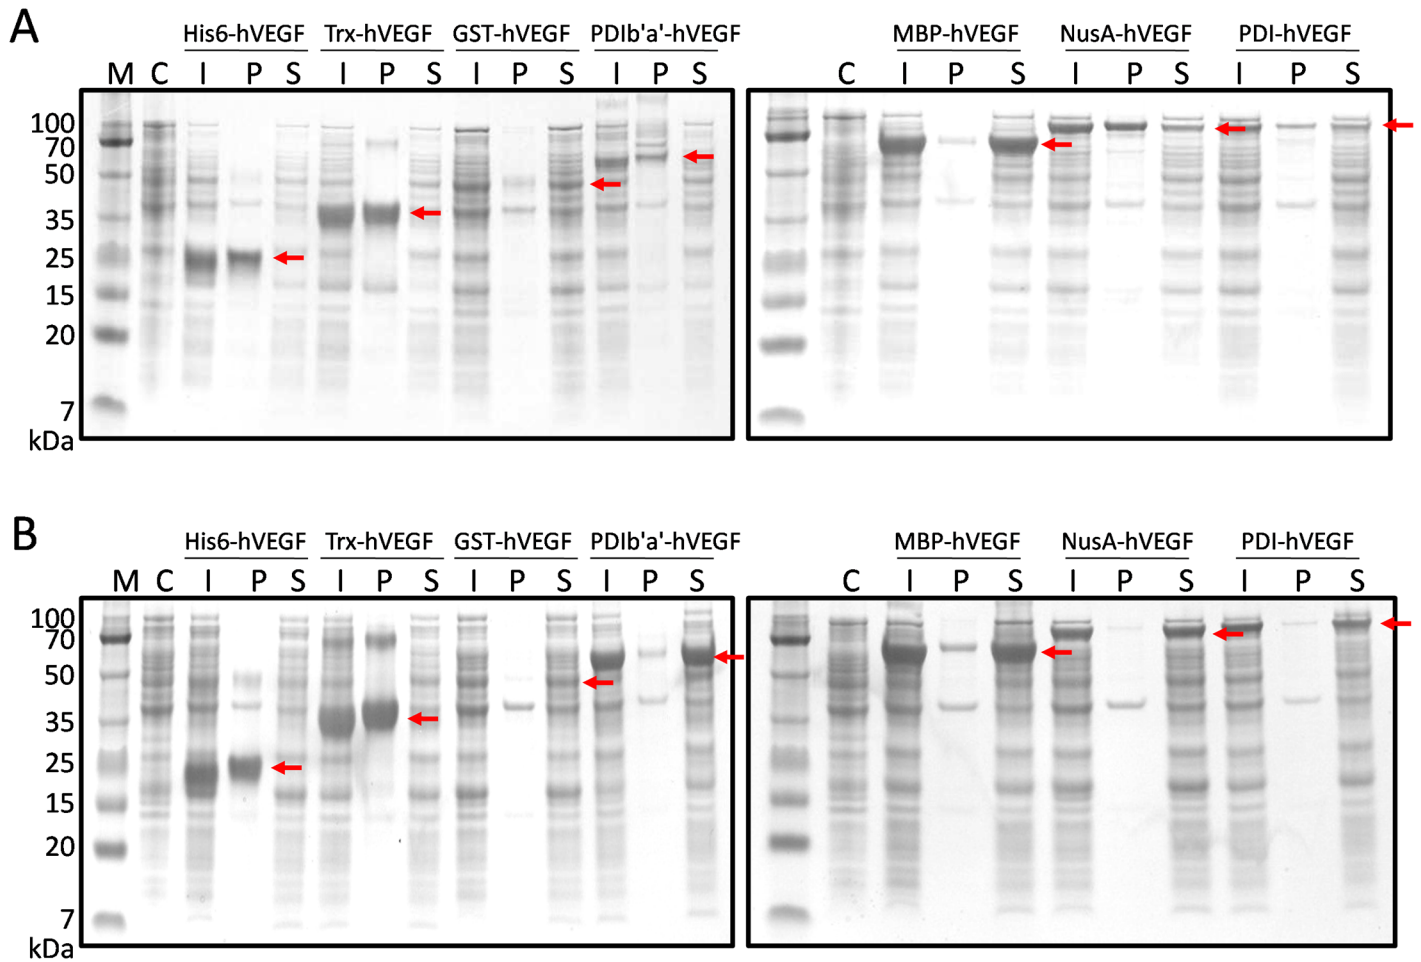 A
His6-hVEGF Trx-hVEGF GST-hVEGF PDIb'a'-hVEGF MBP-hVEGF NusA-hVEGF PDI-hVEGF
M C I P S I P S I P S I P S C I P S I P S I P S
100
70
50
35
25
15
20
7
kDa
B
His6-hVEGF Trx-hVEGF GST-hVEGF PDIb'a'-hVEGF MBP-hVEGF NusA-hVEGF PDI-hVEGF
M C I P S I P S I P S I P S C I P S I P S I P S
100
70
50
35
25
15
20
7
kDa